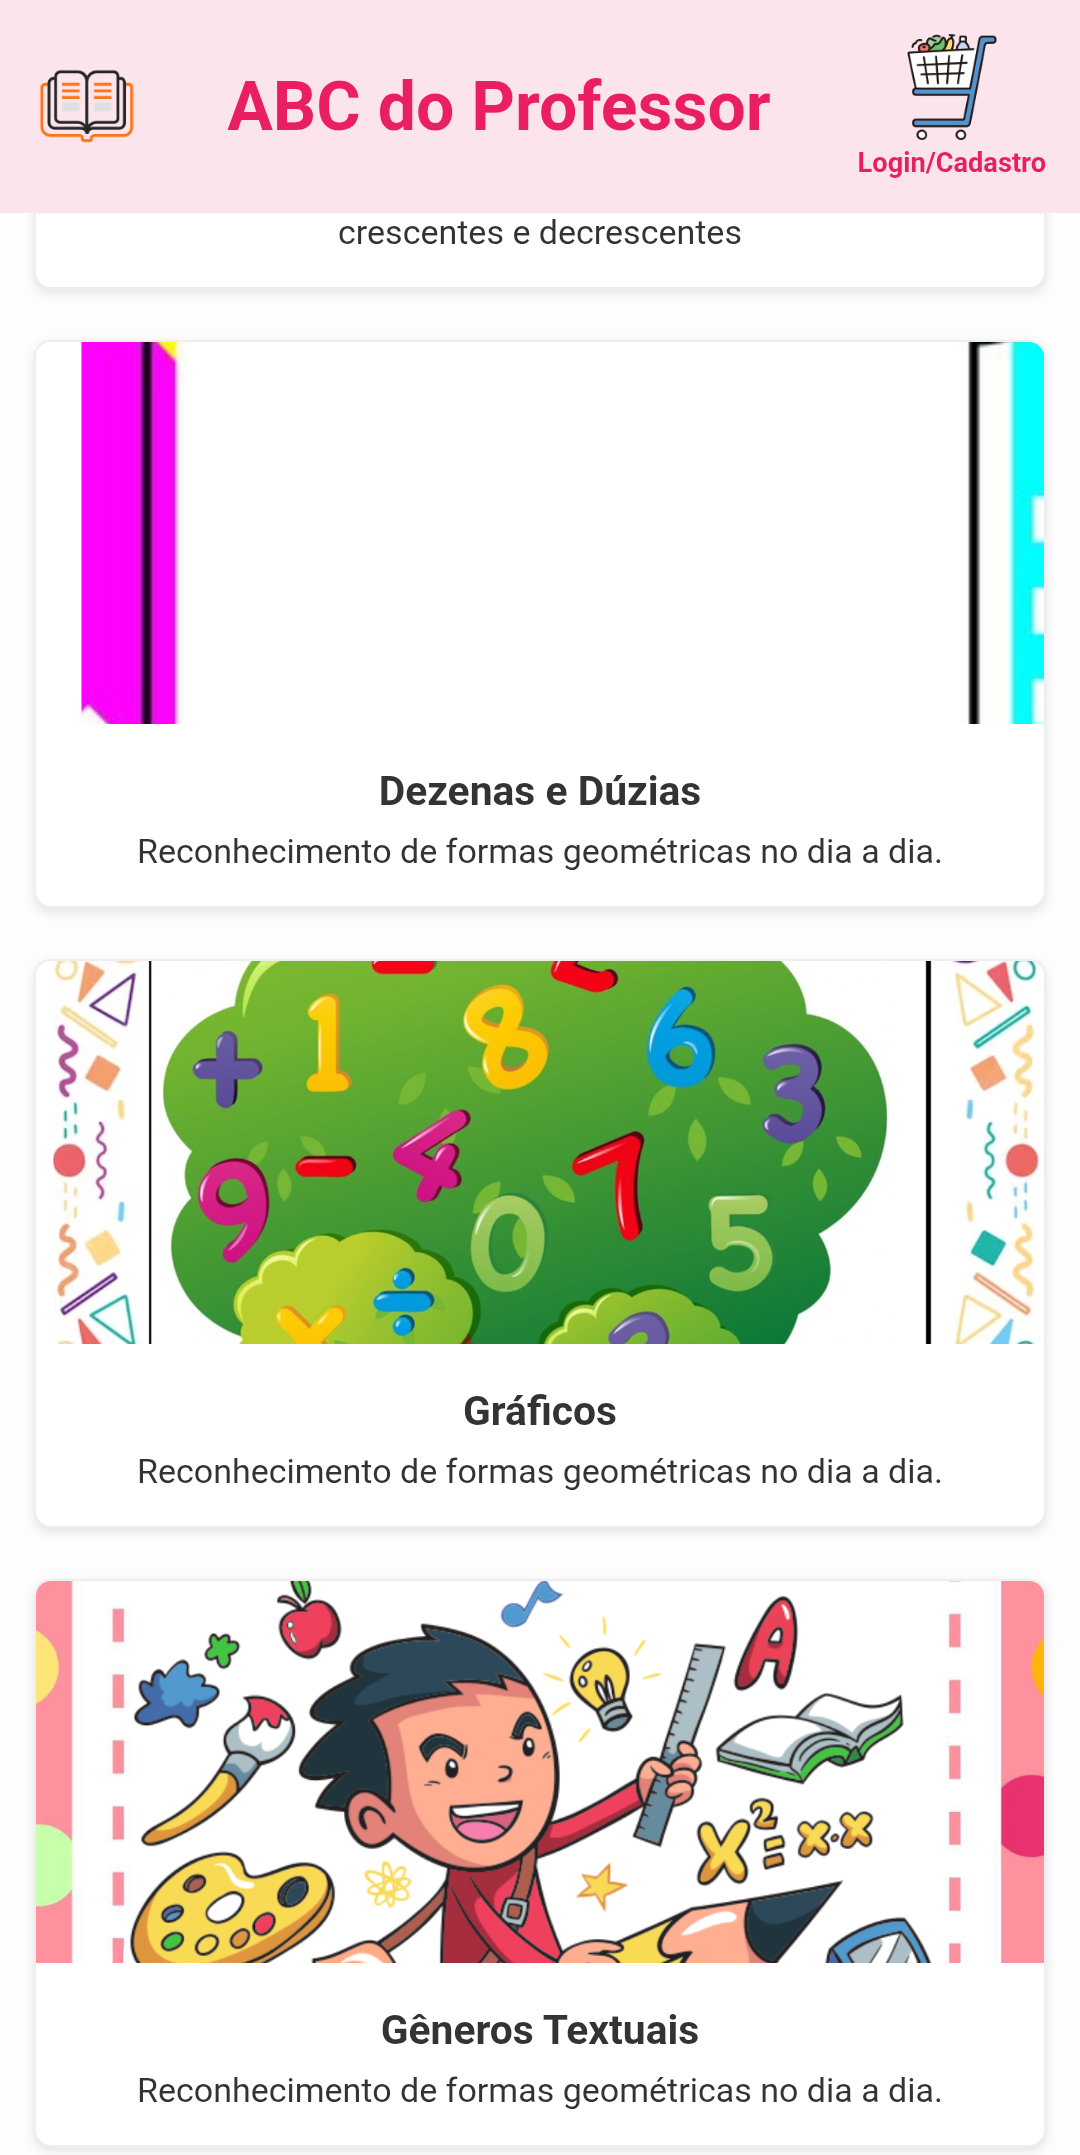 ABC do Professor
Login/Cadastro
crescentes e decrescentes
Dezenas e Dúzias
Reconhecimento de formas geométricas no dia a dia.
+ 1 8 6 3
9 - 4 0 7 5
÷
Gráficos
Reconhecimento de formas geométricas no dia a dia.
A
x²=x·x
Gêneros Textuais
Reconhecimento de formas geométricas no dia a dia.